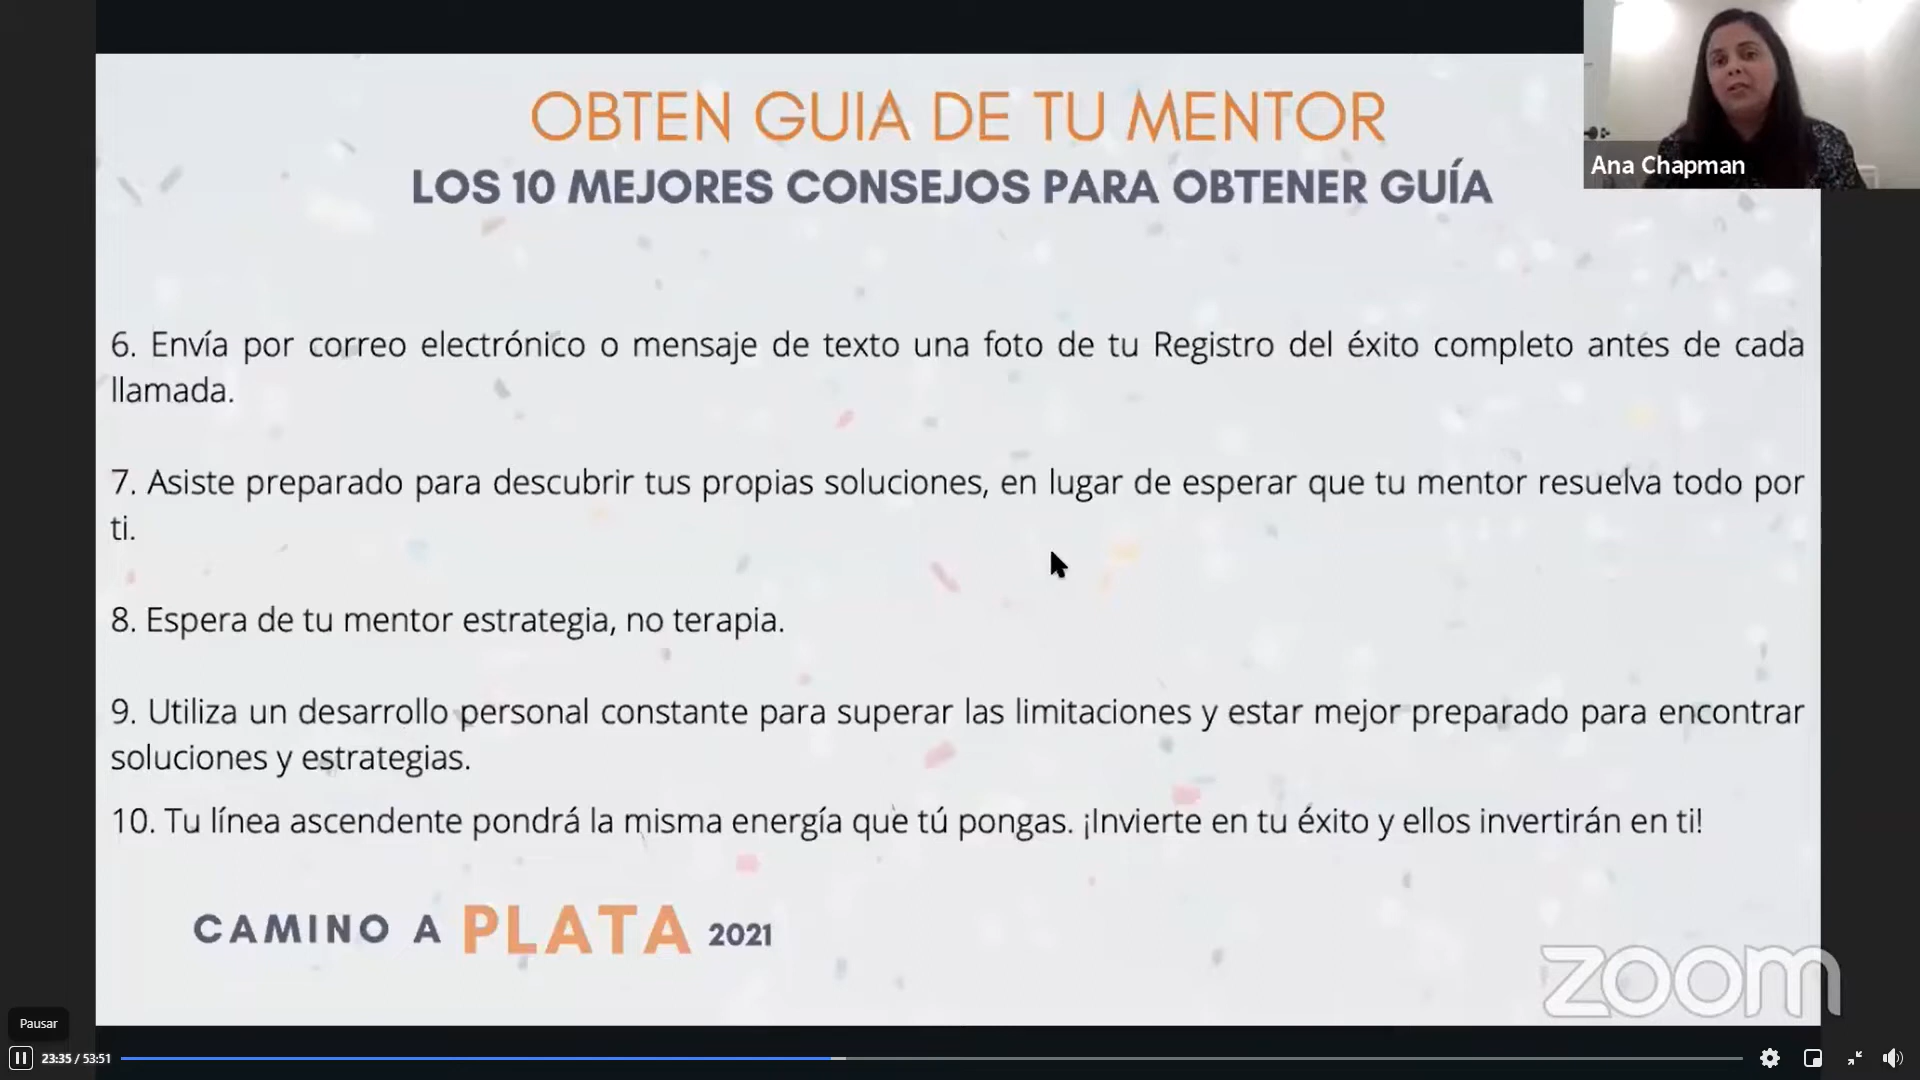 OBTEN GUIA DE TU MENTOR
LOS 10 MEJORES CONSEJOS PARA OBTENER GUÍA
Ana Chapman
6. Envía por correo electrónico o mensaje de texto una foto de tu Registro del éxito completo antes de cada
llamada.
7. Asiste preparado para descubrir tus propias soluciones, en lugar de esperar que tu mentor resuelva todo por
ti.
8. Espera de tu mentor estrategia, no terapia.
9. Utiliza un desarrollo personal constante para superar las limitaciones y estar mejor preparado para encontrar
soluciones y estrategias.
10. Tu línea ascendente pondrá la misma energía que tú pongas. ¡Invierte en tu éxito y ellos invertirán en ti!
CAMINO A PLATA 2021
zoom
Pausar
23:35 / 53:51